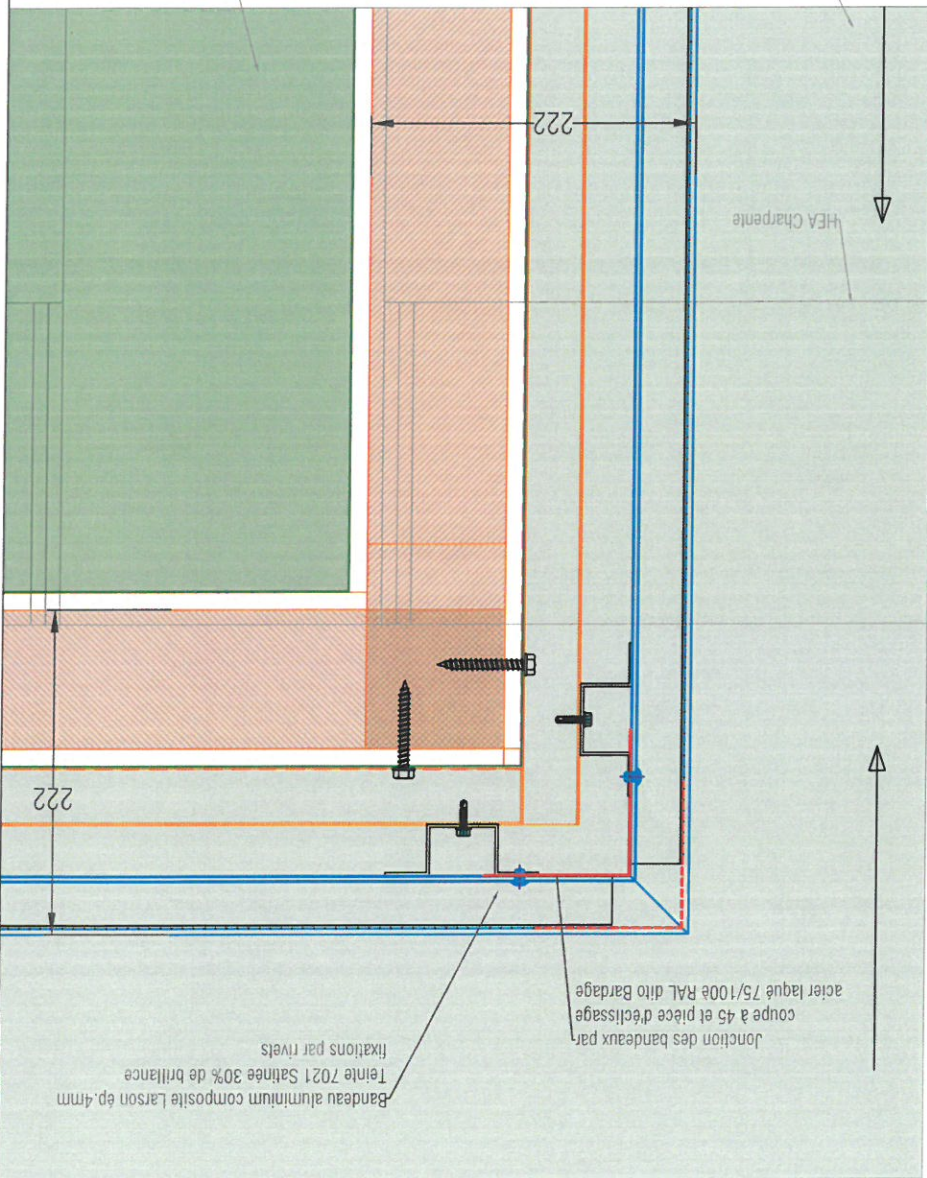 Bandeau aluminium composite Larson ép.4mm
Teinte 7021 Satinée 30% de brillance
fixations par rivets
Jonction des bandeaux par
coupe à 45 et pièce d'éclissage
acier laqué 75/100è RAL dito Bardage
222
HEA Charpente
222